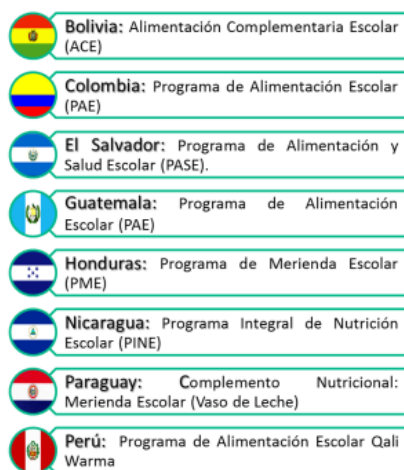 Bolivia: Alimentación Complementaria Escolar
(ACE)
Colombia: Programa de Alimentación Escolar
(PAE)
El Salvador: Programa de Alimentación y
Salud Escolar (PASE).
Guatemala: Programa de Alimentación
Escolar (PAE)
Honduras: Programa de Merienda Escolar
(PME)
Nicaragua: Programa Integral de Nutrición
Escolar (PINE)
Paraguay: Complemento Nutricional:
Merienda Escolar (Vaso de Leche)
Perú: Programa de Alimentación Escolar Qali
Warma